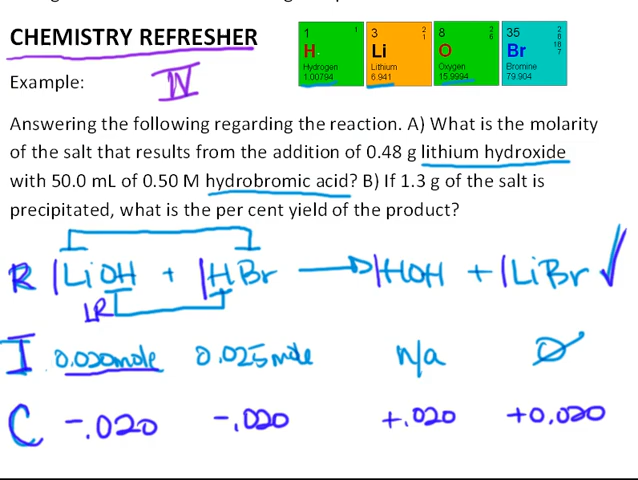 CHEMISTRY REFRESHER
1 1
H
Hydrogen
1.00794
3 2 1
Li
Lithium
6.941
8 2 6
O
Oxygen
15.9994
35 2 8 18 7
Br
Bromine
79.904
Example: IV
Answering the following regarding the reaction. A) What is the molarity
of the salt that results from the addition of 0.48 g lithium hydroxide
with 50.0 mL of 0.50 M hydrobromic acid? B) If 1.3 g of the salt is
precipitated, what is the per cent yield of the product?
R 1LiOH + 1HBr → 1HOH + 1LiBr ✓
LR
I 0.020mole 0.025mole n/a ∅
C -.020 -.020 +.020 +0.020